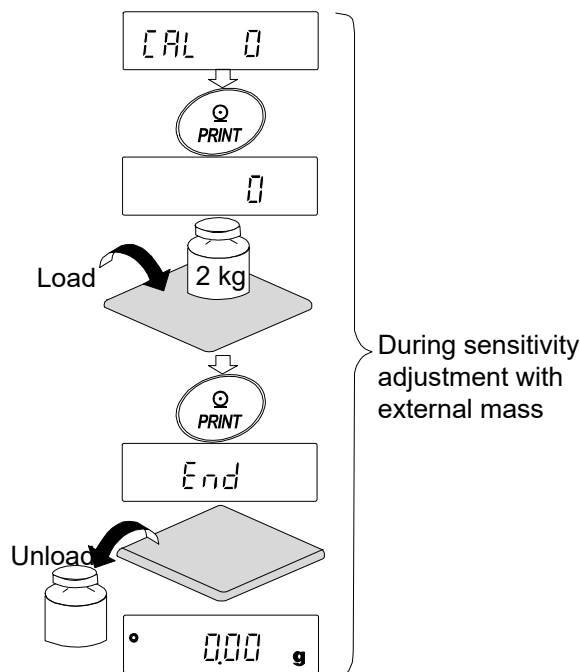 CAL 0
PRINT
0
Load
2 kg
During sensitivity
adjustment with
external mass
PRINT
End
Unload
0.00 g